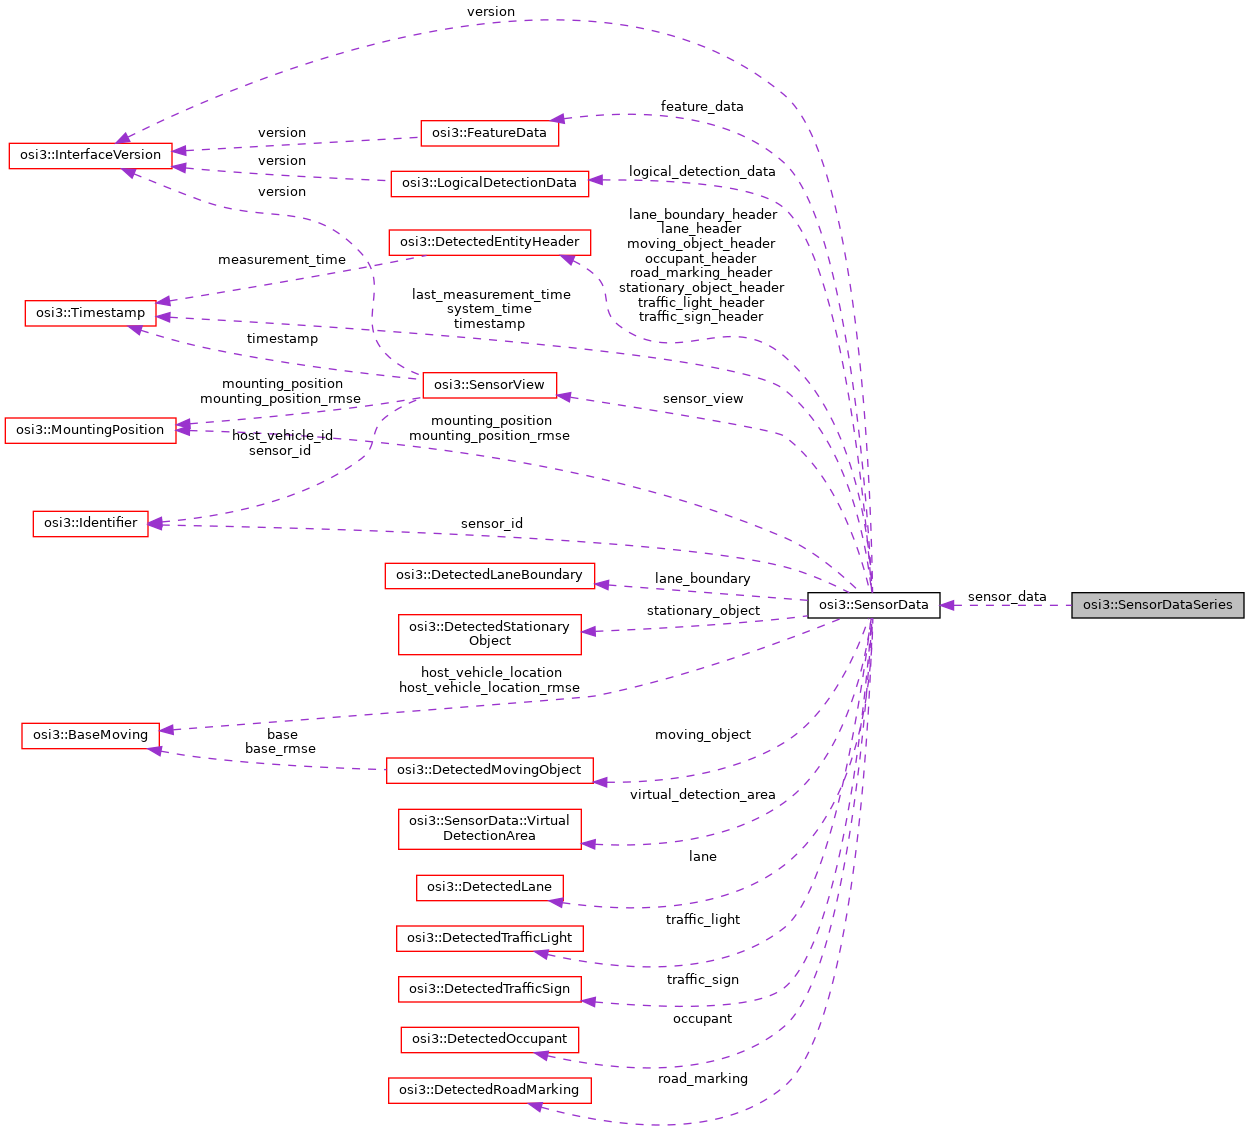 version
feature_data
osi3::FeatureData
version
osi3::InterfaceVersion
version
logical_detection_data
osi3::LogicalDetectionData
version
lane_boundary_header
lane_header
moving_object_header
occupant_header
road_marking_header
stationary_object_header
traffic_light_header
traffic_sign_header
osi3::DetectedEntityHeader
measurement_time
last_measurement_time
system_time
timestamp
osi3::Timestamp
timestamp
osi3::SensorView
mounting_position
mounting_position_rmse
sensor_view
osi3::MountingPosition
mounting_position
mounting_position_rmse
host_vehicle_id
sensor_id
osi3::Identifier
sensor_id
osi3::DetectedLaneBoundary
lane_boundary
osi3::SensorData
sensor_data
osi3::SensorDataSeries
osi3::DetectedStationary
Object
stationary_object
host_vehicle_location
host_vehicle_location_rmse
osi3::BaseMoving
base
base_rmse
moving_object
osi3::DetectedMovingObject
virtual_detection_area
osi3::SensorData::Virtual
DetectionArea
lane
osi3::DetectedLane
traffic_light
osi3::DetectedTrafficLight
traffic_sign
osi3::DetectedTrafficSign
occupant
osi3::DetectedOccupant
road_marking
osi3::DetectedRoadMarking